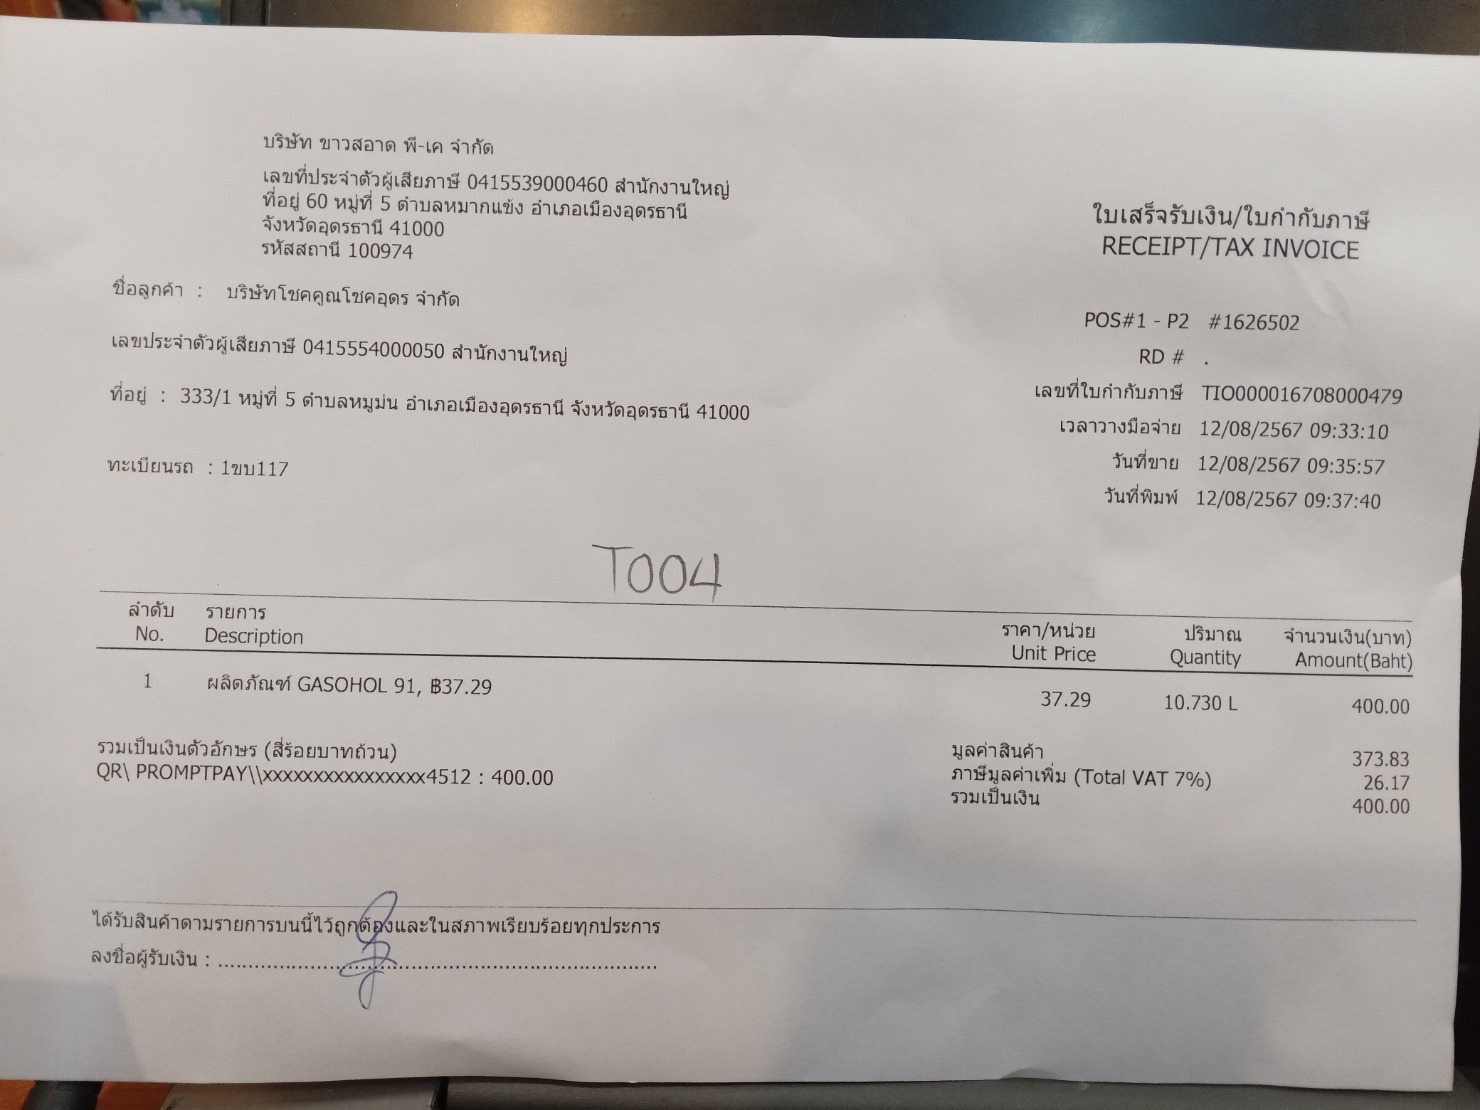 บริษัท ขาวสอาด พี-เค จำกัด
เลขที่ประจำตัวผู้เสียภาษี 0415539000460 สำนักงานใหญ่
ที่อยู่ 60 หมู่ที่ 5 ตำบลหมากแข้ง อำเภอเมืองอุดรธานี
จังหวัดอุดรธานี 41000
รหัสสถานี 100974
ใบเสร็จรับเงิน/ใบกำกับภาษี
RECEIPT/TAX INVOICE
ชื่อลูกค้า : บริษัทโชคคูณโชคอุดร จำกัด
เลขประจำตัวผู้เสียภาษี 0415554000050 สำนักงานใหญ่
ที่อยู่ : 333/1 หมู่ที่ 5 ตำบลหมูม่น อำเภอเมืองอุดรธานี จังหวัดอุดรธานี 41000
ทะเบียนรถ : 1ขบ117
POS#1 - P2 #1626502
RD # .
เลขที่ใบกำกับภาษี TIO000016708000479
เวลาวางมือจ่าย 12/08/2567 09:33:10
วันที่ขาย 12/08/2567 09:35:57
วันที่พิมพ์ 12/08/2567 09:37:40
T004
ลำดับ รายการ ราคา/หน่วย ปริมาณ จำนวนเงิน(บาท)
No. Description Unit Price Quantity Amount(Baht)
1 ผลิตภัณฑ์ GASOHOL 91, ฿37.29 37.29 10.730 L 400.00
รวมเป็นเงินตัวอักษร (สี่ร้อยบาทถ้วน)
QR\ PROMPTPAY\\xxxxxxxxxxxxxxxx4512 : 400.00
มูลค่าสินค้า 373.83
ภาษีมูลค่าเพิ่ม (Total VAT 7%) 26.17
รวมเป็นเงิน 400.00
ได้รับสินค้าตามรายการบนนี้ไว้ถูกต้องและในสภาพเรียบร้อยทุกประการ
ลงชื่อผู้รับเงิน : ........................................................................